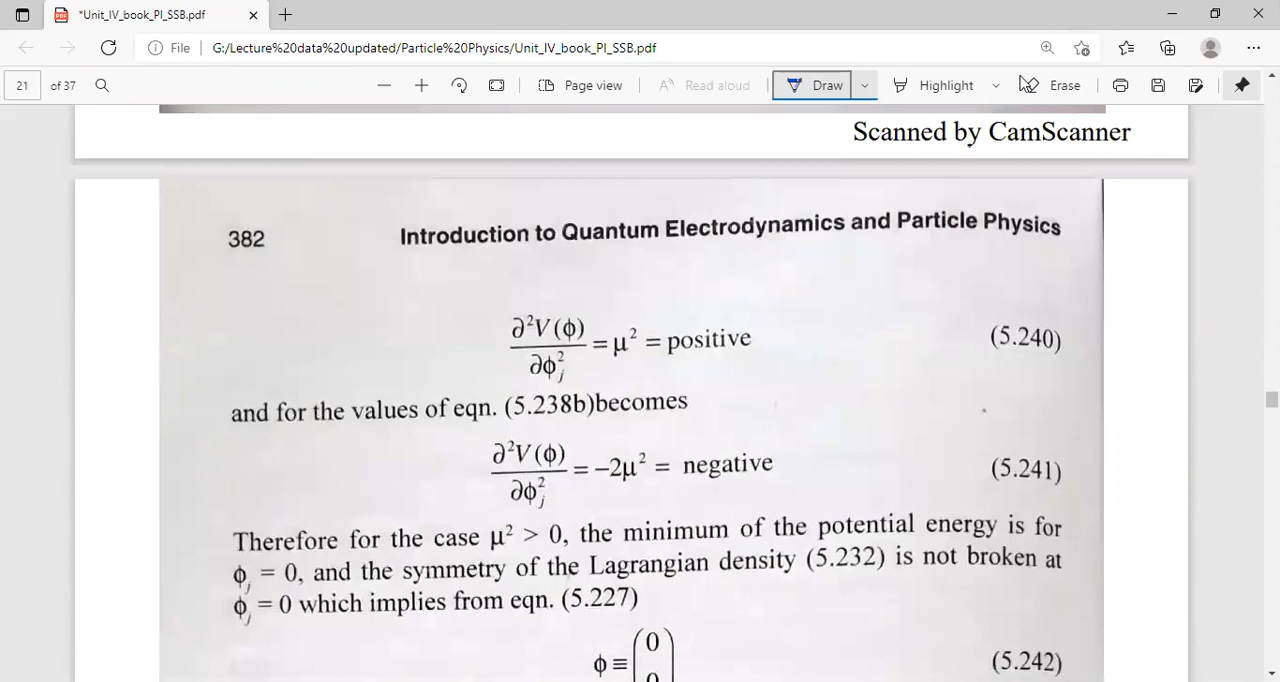 *Unit_IV_book_PI_SSB.pdf
File G:/Lecture%20data%20updated/Particle%20Physics/Unit_IV_book_PI_SSB.pdf
21 of 37 Page view Read aloud Draw Highlight Erase
Scanned by CamScanner
382 Introduction to Quantum Electrodynamics and Particle Physics
∂²V(ϕ)/∂ϕ_j² = μ² = positive (5.240)
and for the values of eqn. (5.238b)becomes
∂²V(ϕ)/∂ϕ_j² = –2μ² = negative (5.241)
Therefore for the case μ² > 0, the minimum of the potential energy is for
ϕ_j = 0, and the symmetry of the Lagrangian density (5.232) is not broken at
ϕ_j = 0 which implies from eqn. (5.227)
ϕ ≡ (0 0 (5.242)